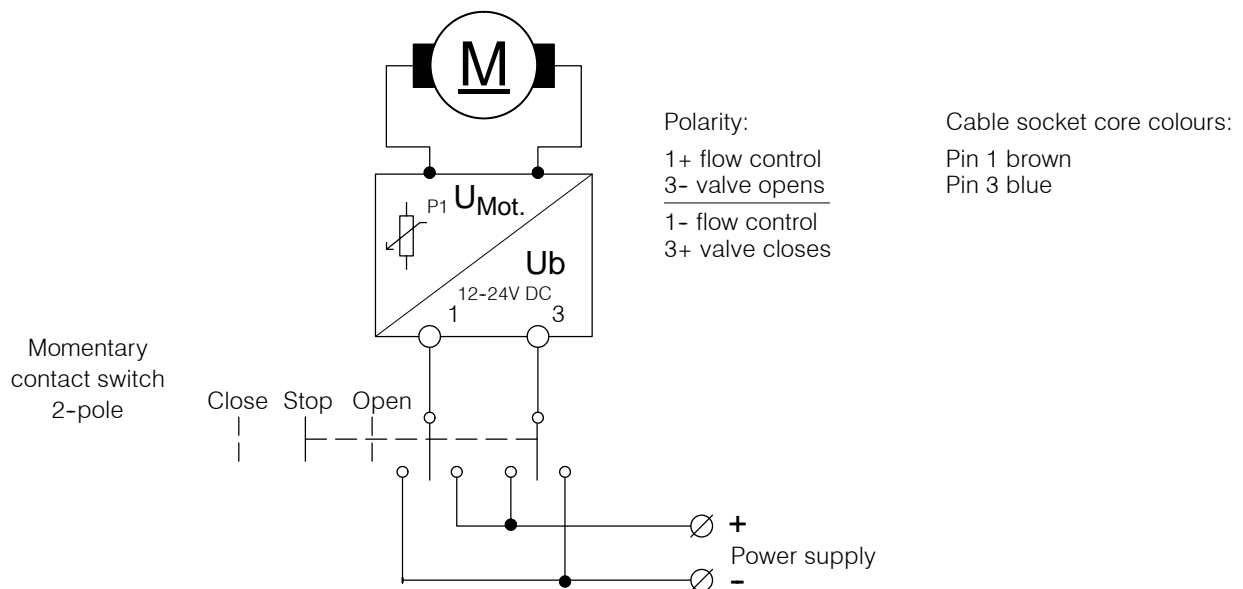 M
Polarity:
1+ flow control
3- valve opens
1- flow control
3+ valve closes
Cable socket core colours:
Pin 1 brown
Pin 3 blue
P1 UMot.
Ub
12-24V DC
1 3
Momentary
contact switch
2-pole
Close Stop Open
+
Power supply
-